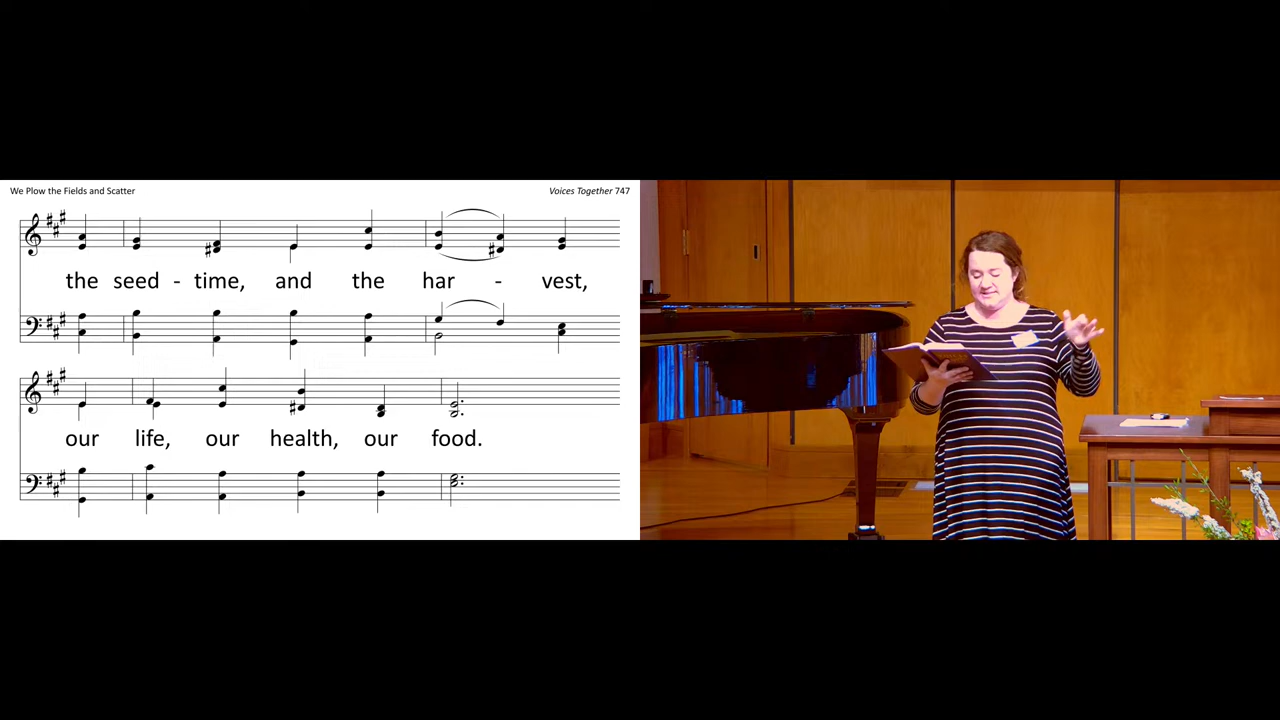 We Plow the Fields and Scatter
Voices Together 747
the seed - time, and the har - vest,
our life, our health, our food.